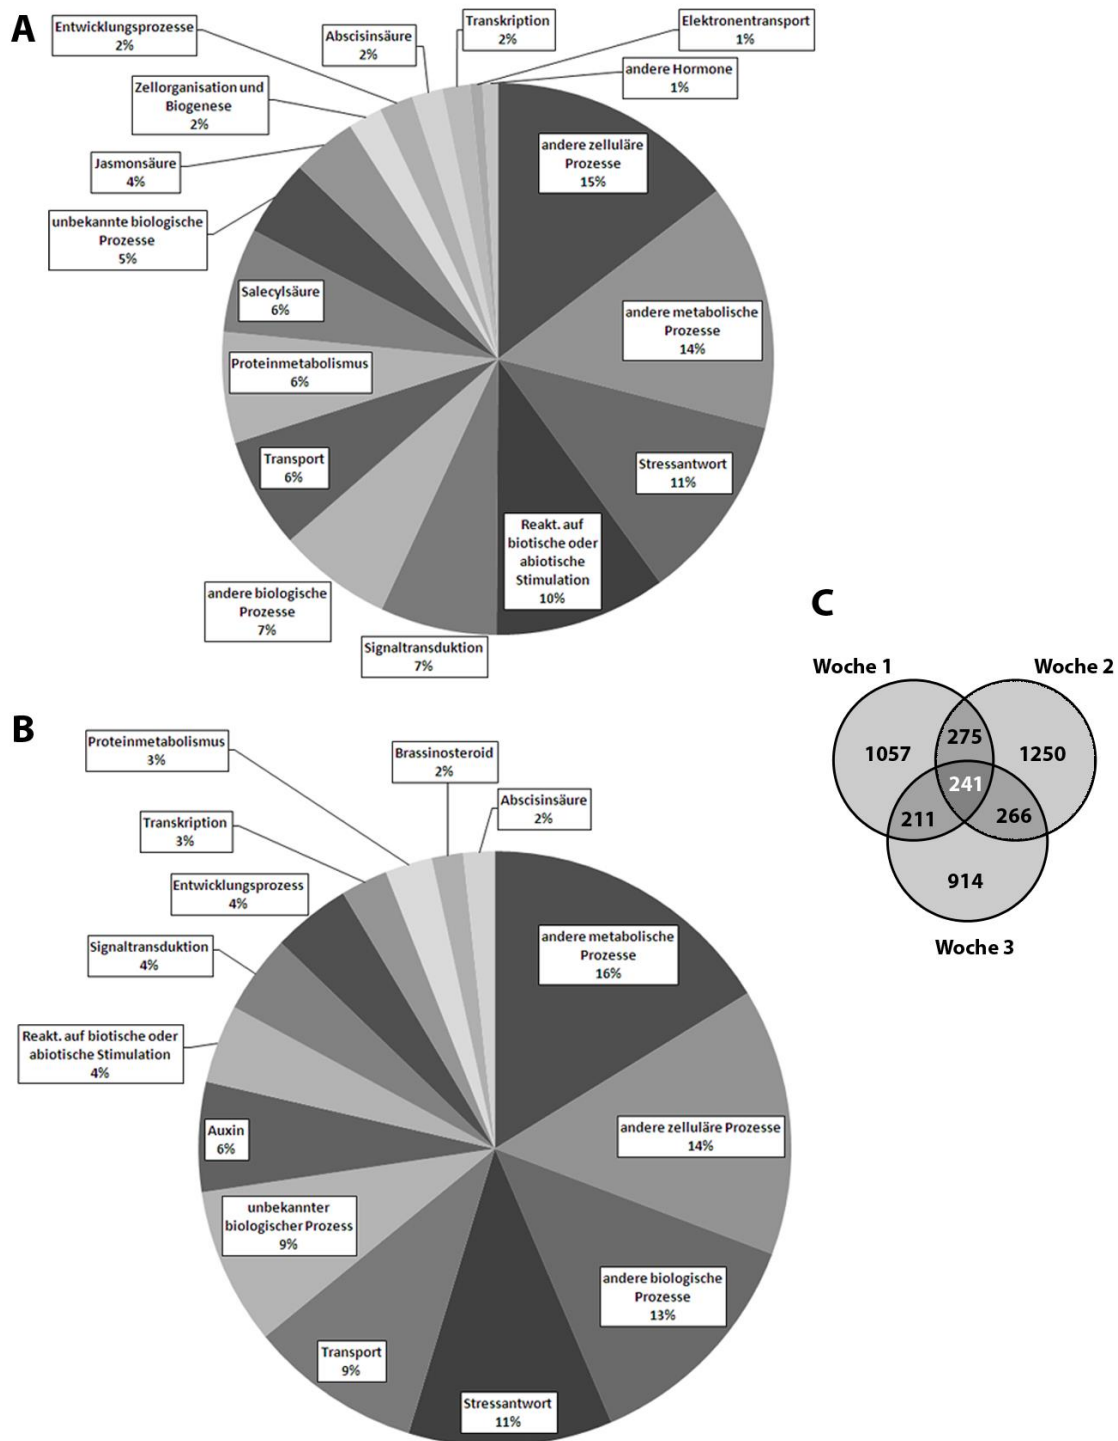 A
Entwicklungsprozesse
2%
Abscisinsäure
2%
Transkription
2%
Elektronentransport
1%
andere Hormone
1%
Zellorganisation und
Biogenese
2%
Jasmonsäure
4%
unbekannte biologische
Prozesse
5%
andere zelluläre
Prozesse
15%
andere metabolische
Prozesse
14%
Salecylsäure
6%
Proteinmetabolismus
6%
Transport
6%
Stressantwort
11%
Reakt. auf
biotische oder
abiotische
Stimulation
10%
andere biologische
Prozesse
7%
Signaltransduktion
7%
B
Proteinmetabolismus
3%
Brassinosteroid
2%
Abscisinsäure
2%
Transkription
3%
Entwicklungsprozess
4%
Signaltransduktion
4%
Reakt. auf biotische oder
abiotische Stimulation
4%
andere metabolische
Prozesse
16%
andere zelluläre Prozesse
14%
Auxin
6%
unbekannter
biologischer Prozess
9%
andere biologische
Prozesse
13%
Transport
9%
Stressantwort
11%
C
Woche 1
Woche 2
1057
275
1250
241
211
266
914
Woche 3